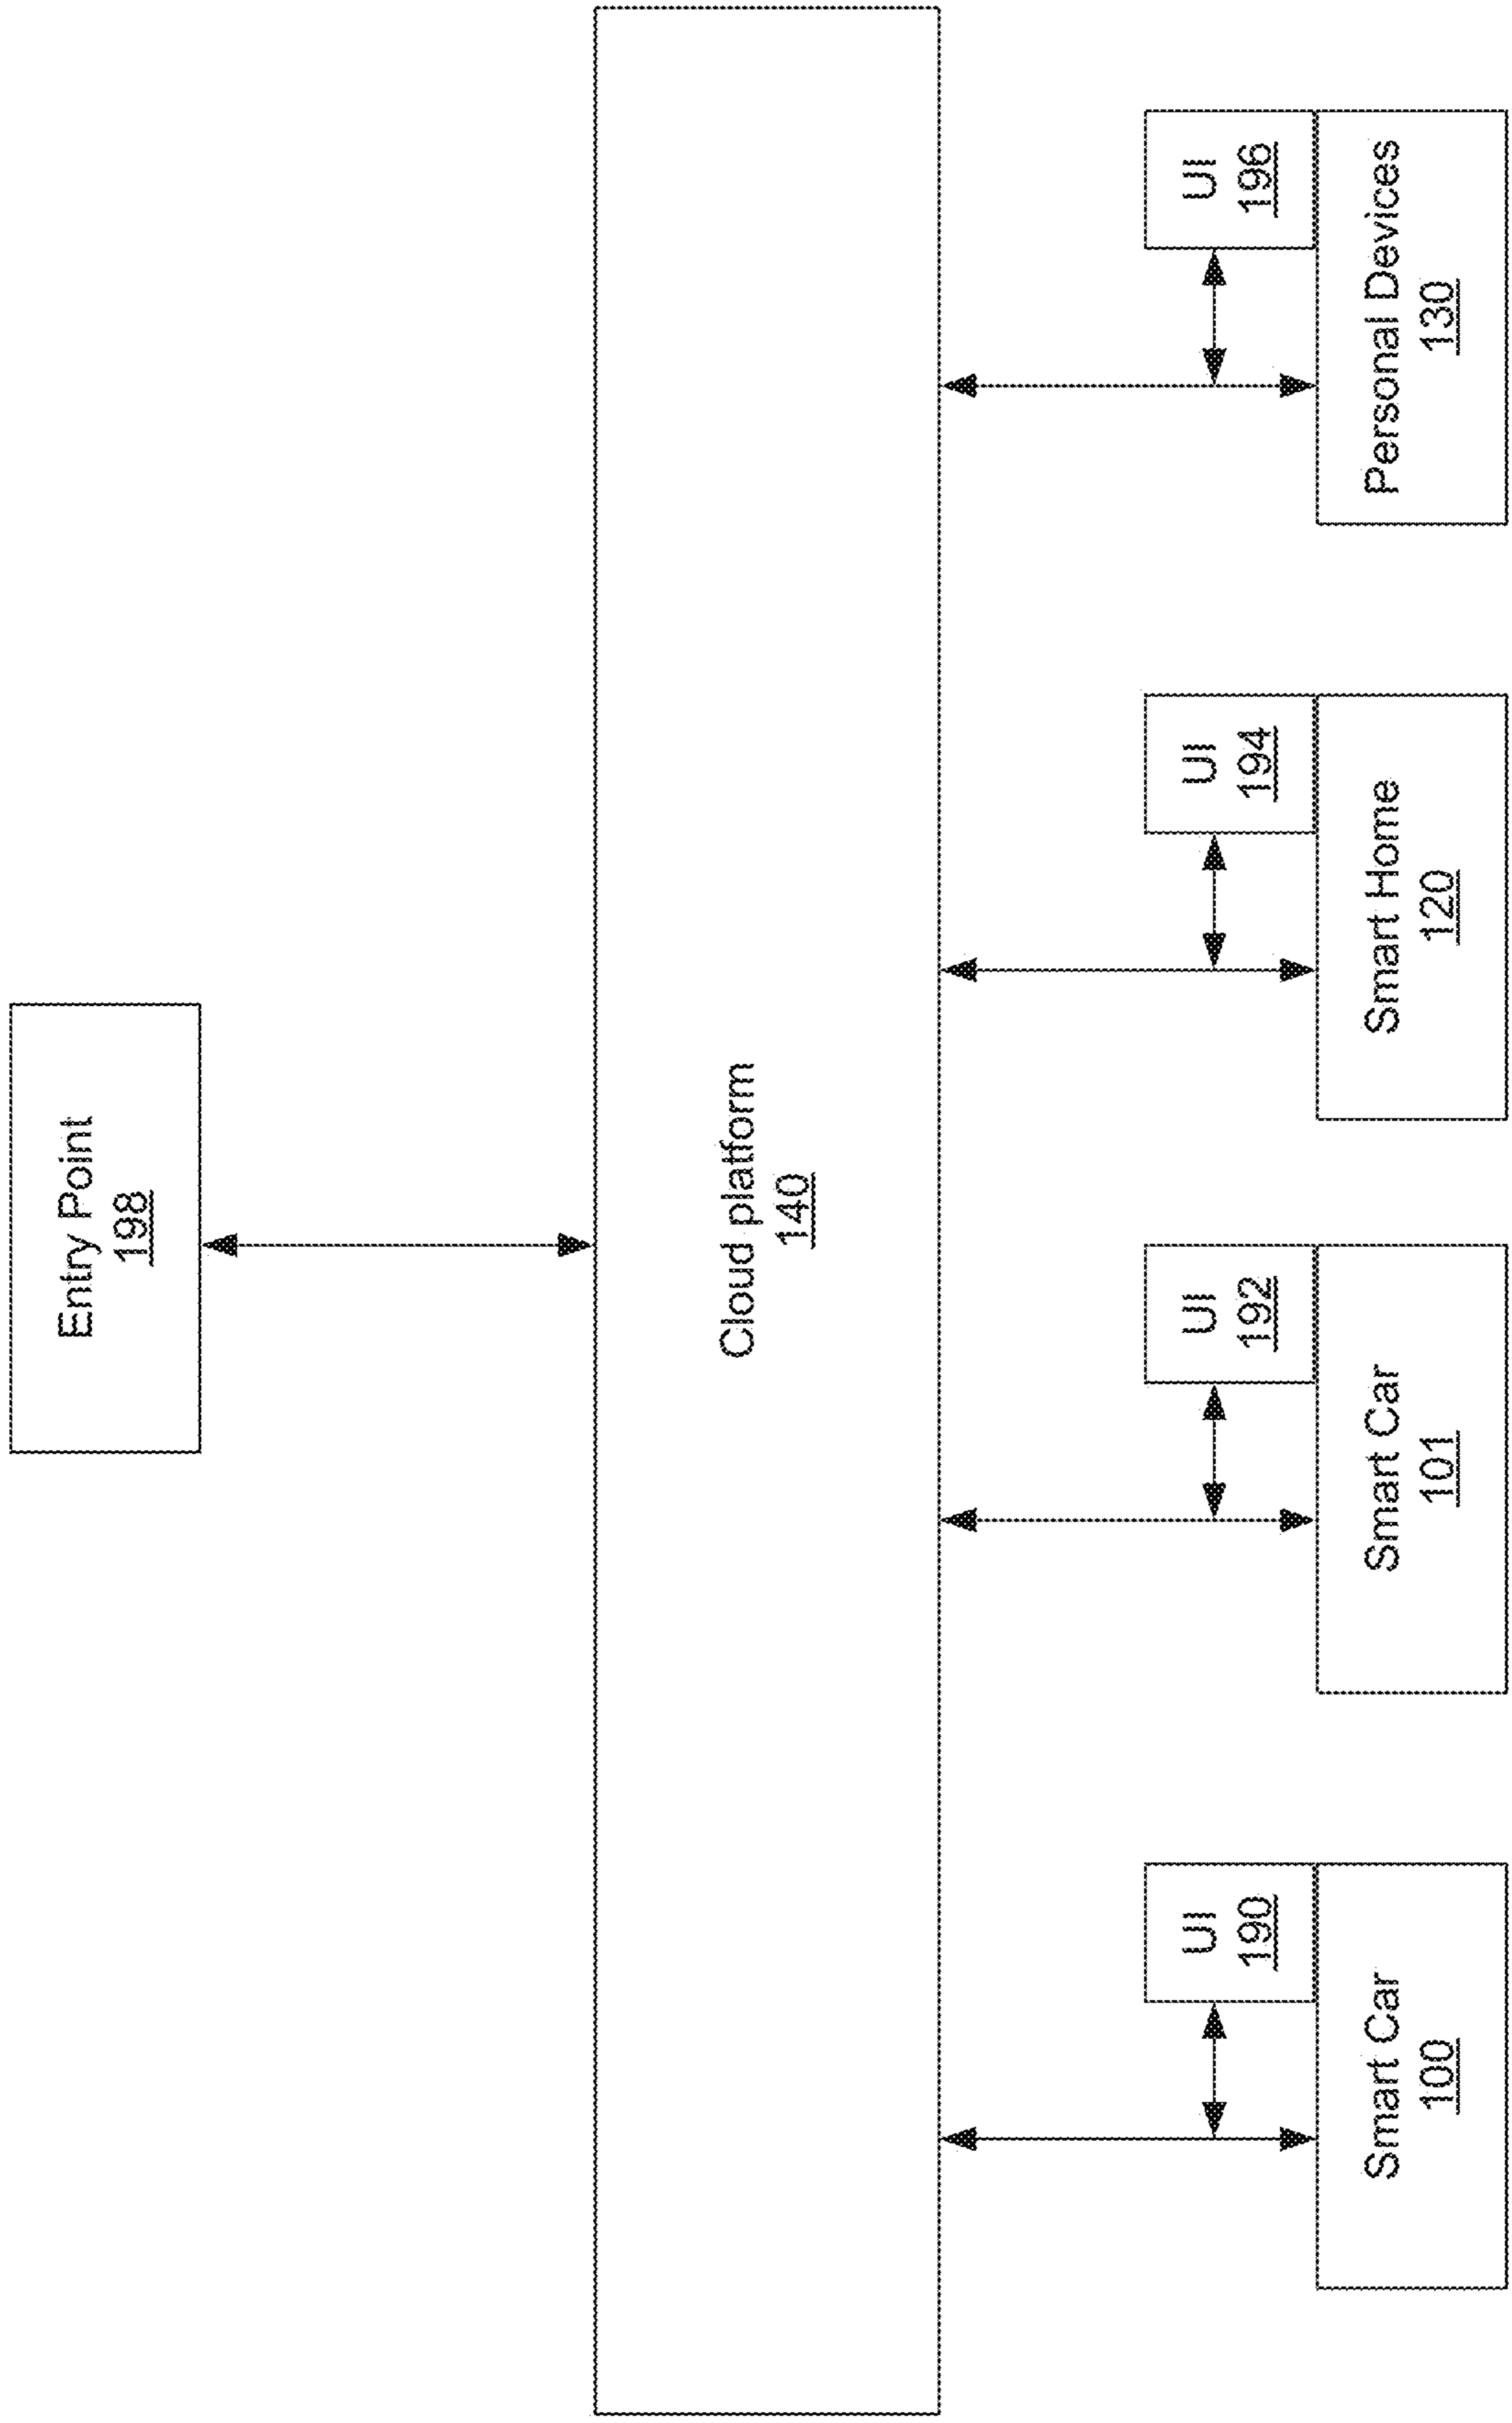 Entry Point
198
Cloud platform
140
UI
190
Smart Car
100
UI
192
Smart Car
101
UI
194
Smart Home
120
UI
196
Personal Devices
130